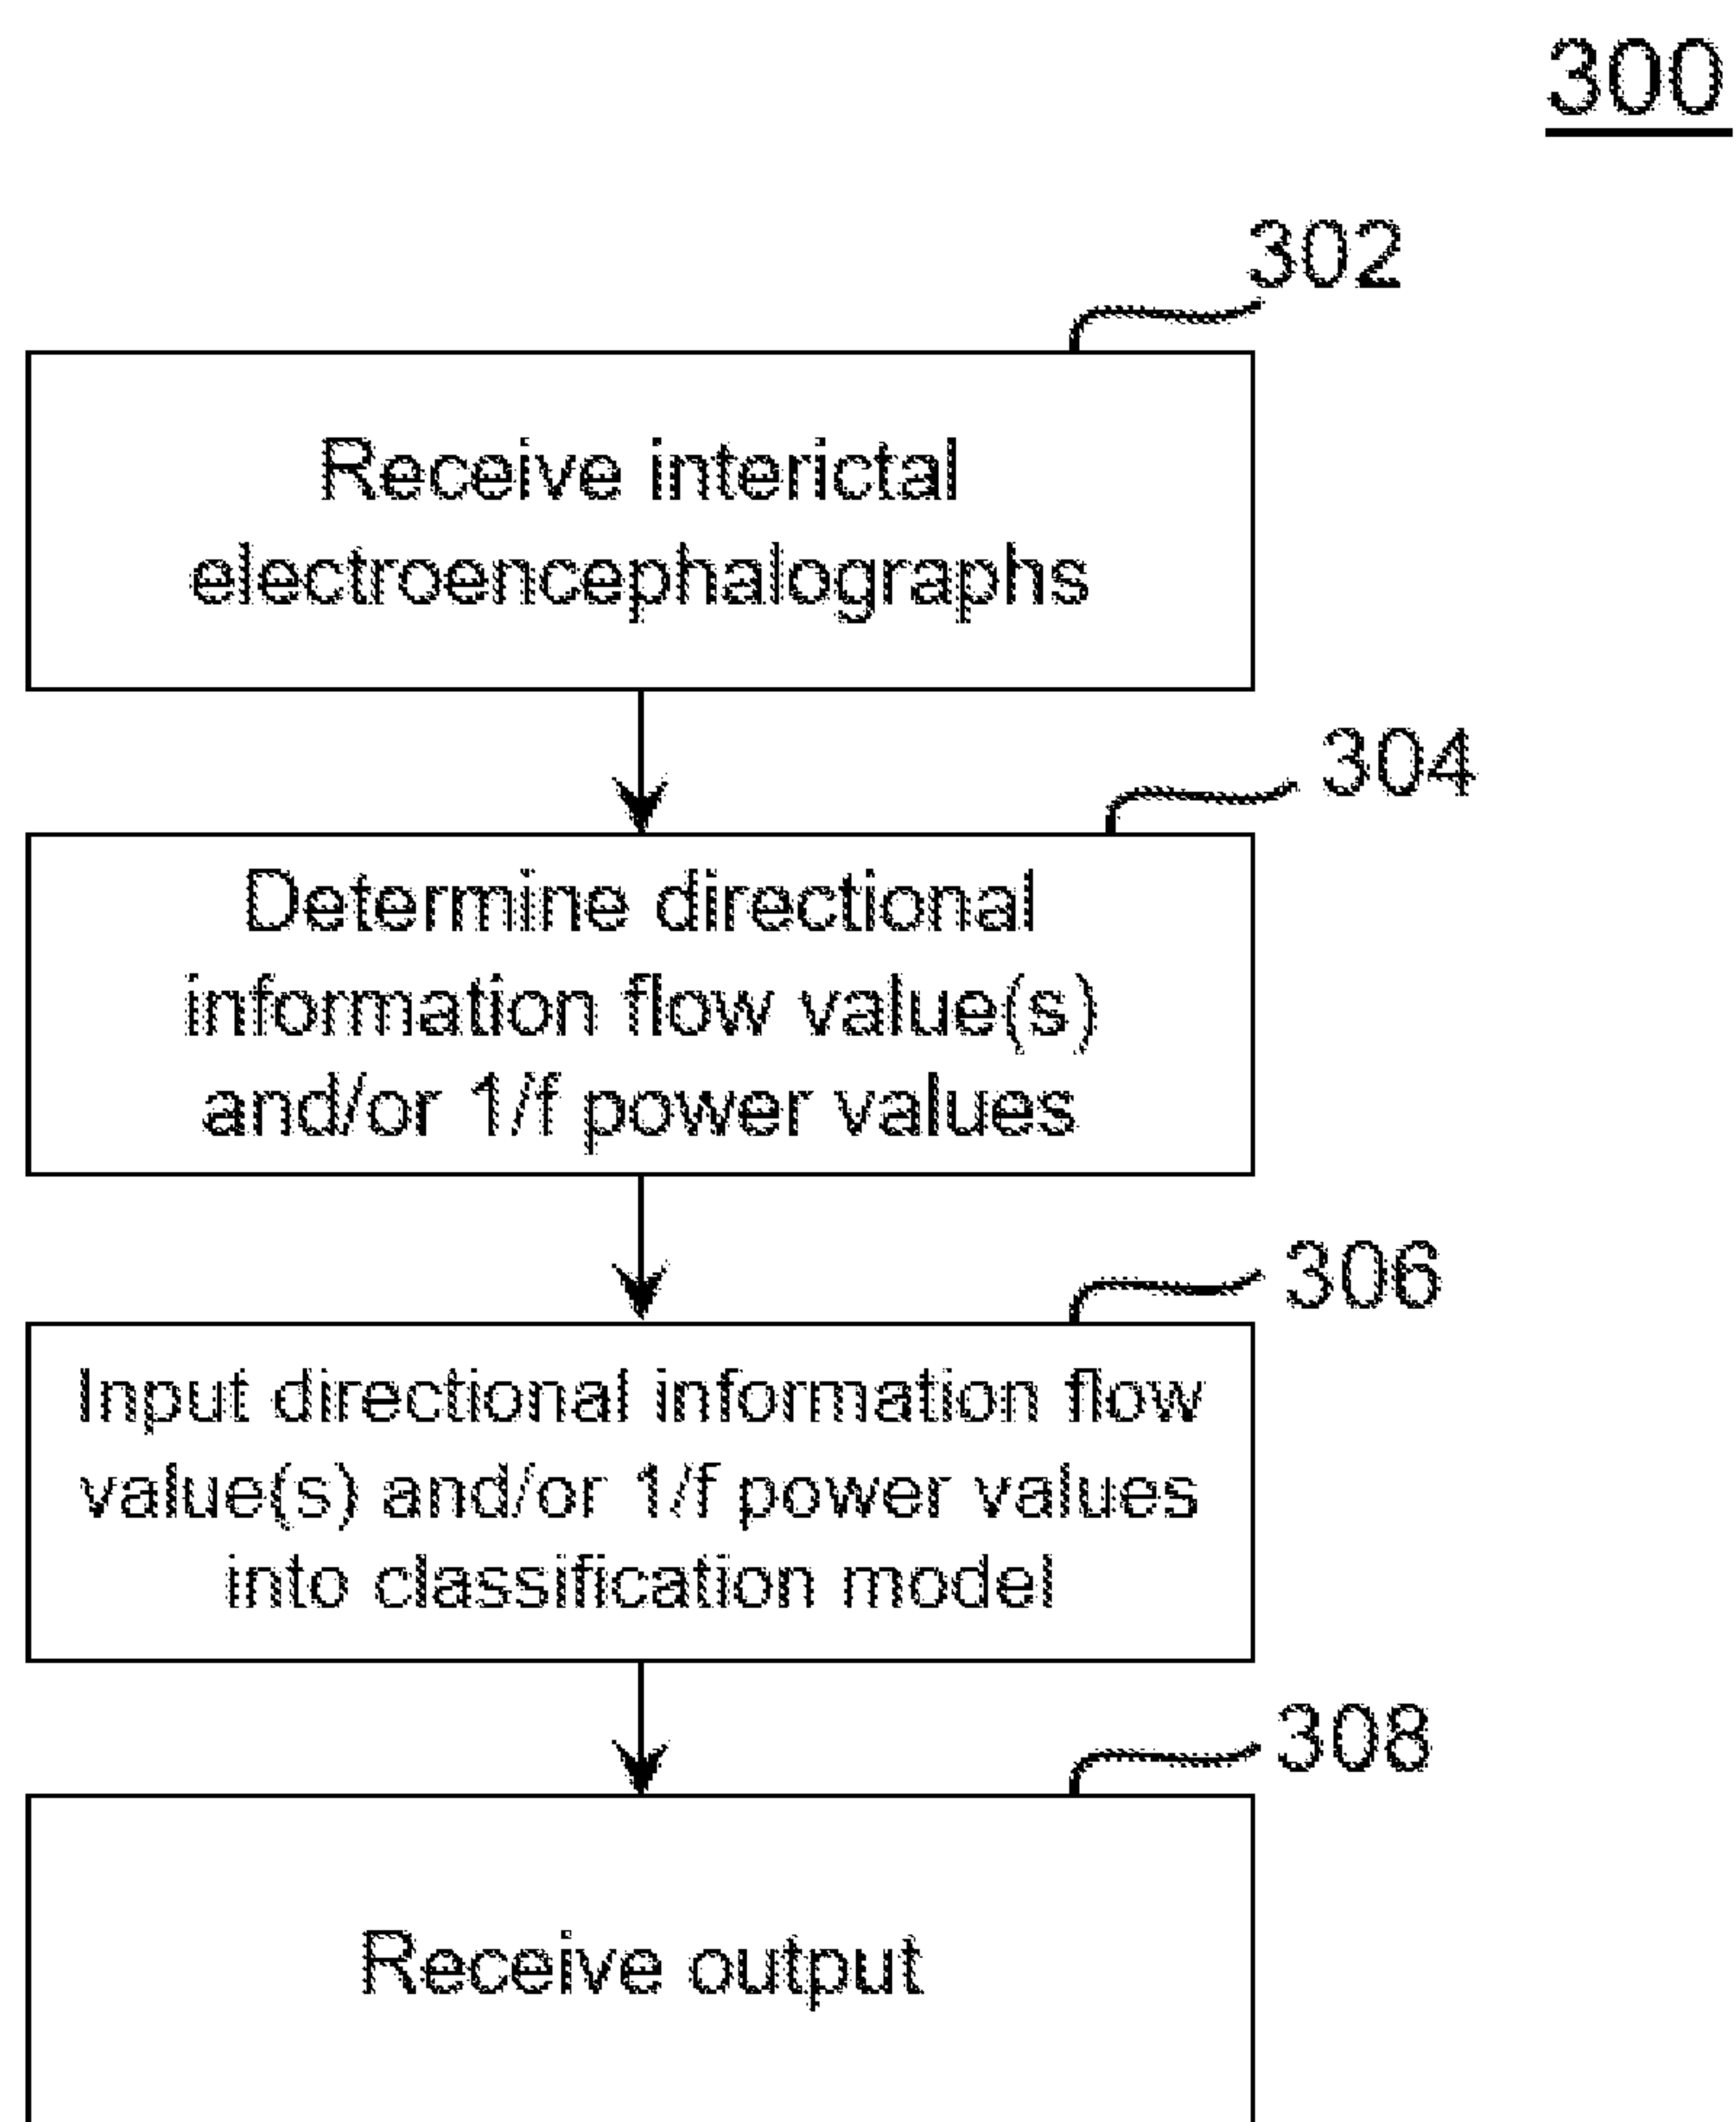 300
302
Receive interictal
electroencephalographs
304
Determine directional
information flow value(s)
and/or 1/f power values
306
Input directional information flow
value(s) and/or 1/f power values
into classification model
308
Receive output